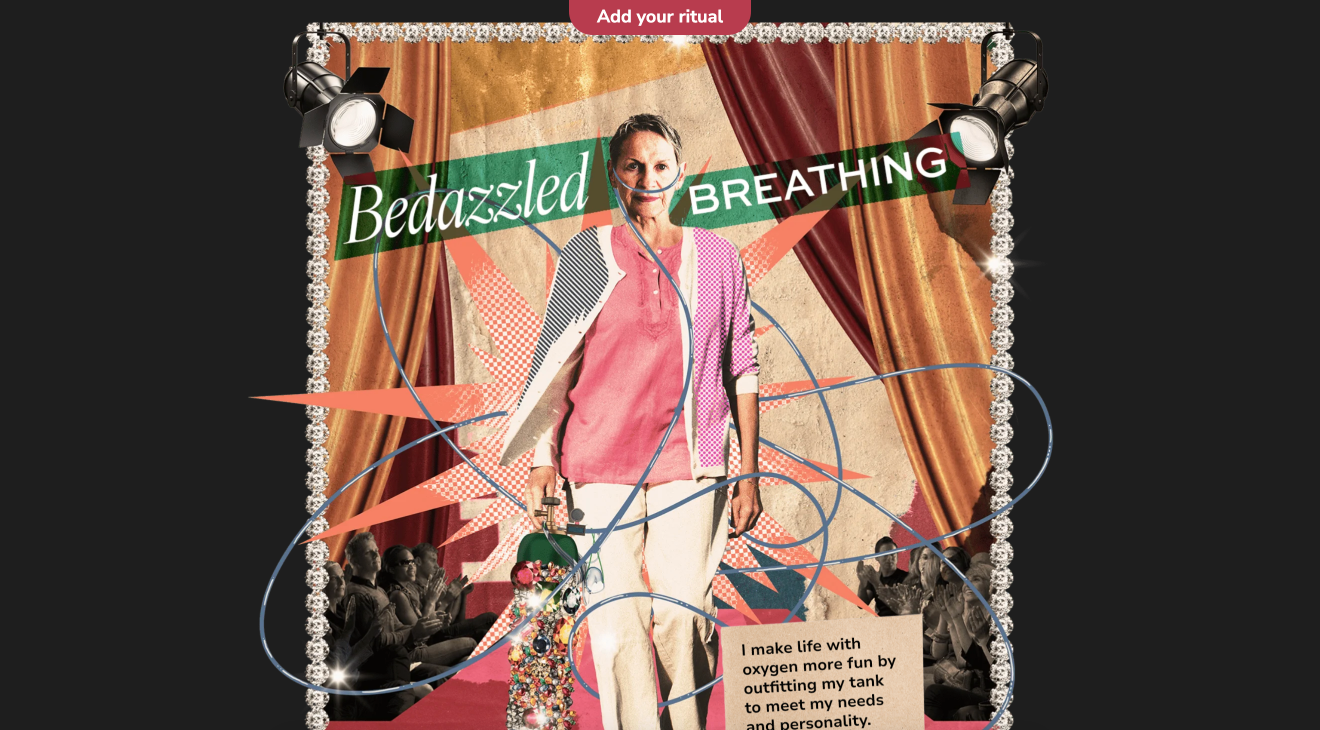 Add your ritual
Bedazzled BREATHING
I make life with
oxygen more fun by
outfitting my tank
to meet my needs
and personality.